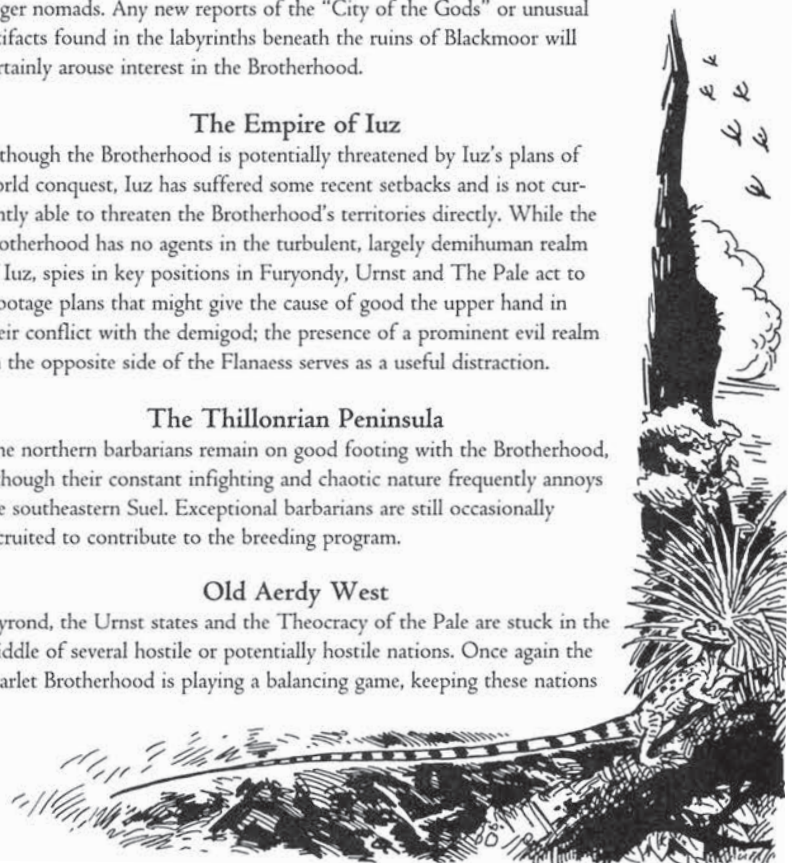 ger nomads. Any new reports of the “City of the Gods” or unusual
tifacts found in the labyrinths beneath the ruins of Blackmoor will
rtainly arouse interest in the Brotherhood.
The Empire of Iuz
though the Brotherhood is potentially threatened by Iuz’s plans of
orld conquest, Iuz has suffered some recent setbacks and is not cur-
ntly able to threaten the Brotherhood’s territories directly. While the
otherhood has no agents in the turbulent, largely demihuman realm
Iuz, spies in key positions in Furyondy, Urnst and The Pale act to
botage plans that might give the cause of good the upper hand in
eir conflict with the demigod; the presence of a prominent evil realm
the opposite side of the Flanaess serves as a useful distraction.
The Thillonrian Peninsula
he northern barbarians remain on good footing with the Brotherhood,
though their constant infighting and chaotic nature frequently annoys
e southeastern Suel. Exceptional barbarians are still occasionally
cruited to contribute to the breeding program.
Old Aerdy West
yrond, the Urnst states and the Theocracy of the Pale are stuck in the
iddle of several hostile or potentially hostile nations. Once again the
arlet Brotherhood is playing a balancing game, keeping these nations